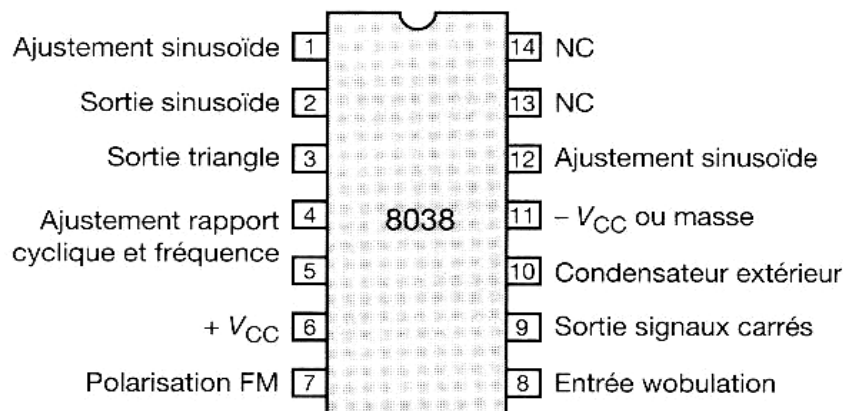 Ajustement sinusoïde 1
Sortie sinusoïde 2
Sortie triangle 3
Ajustement rapport 4
cyclique et fréquence
5
+ VCC 6
Polarisation FM 7
8038
14 NC
13 NC
12 Ajustement sinusoïde
11 – VCC ou masse
10 Condensateur extérieur
9 Sortie signaux carrés
8 Entrée wobulation